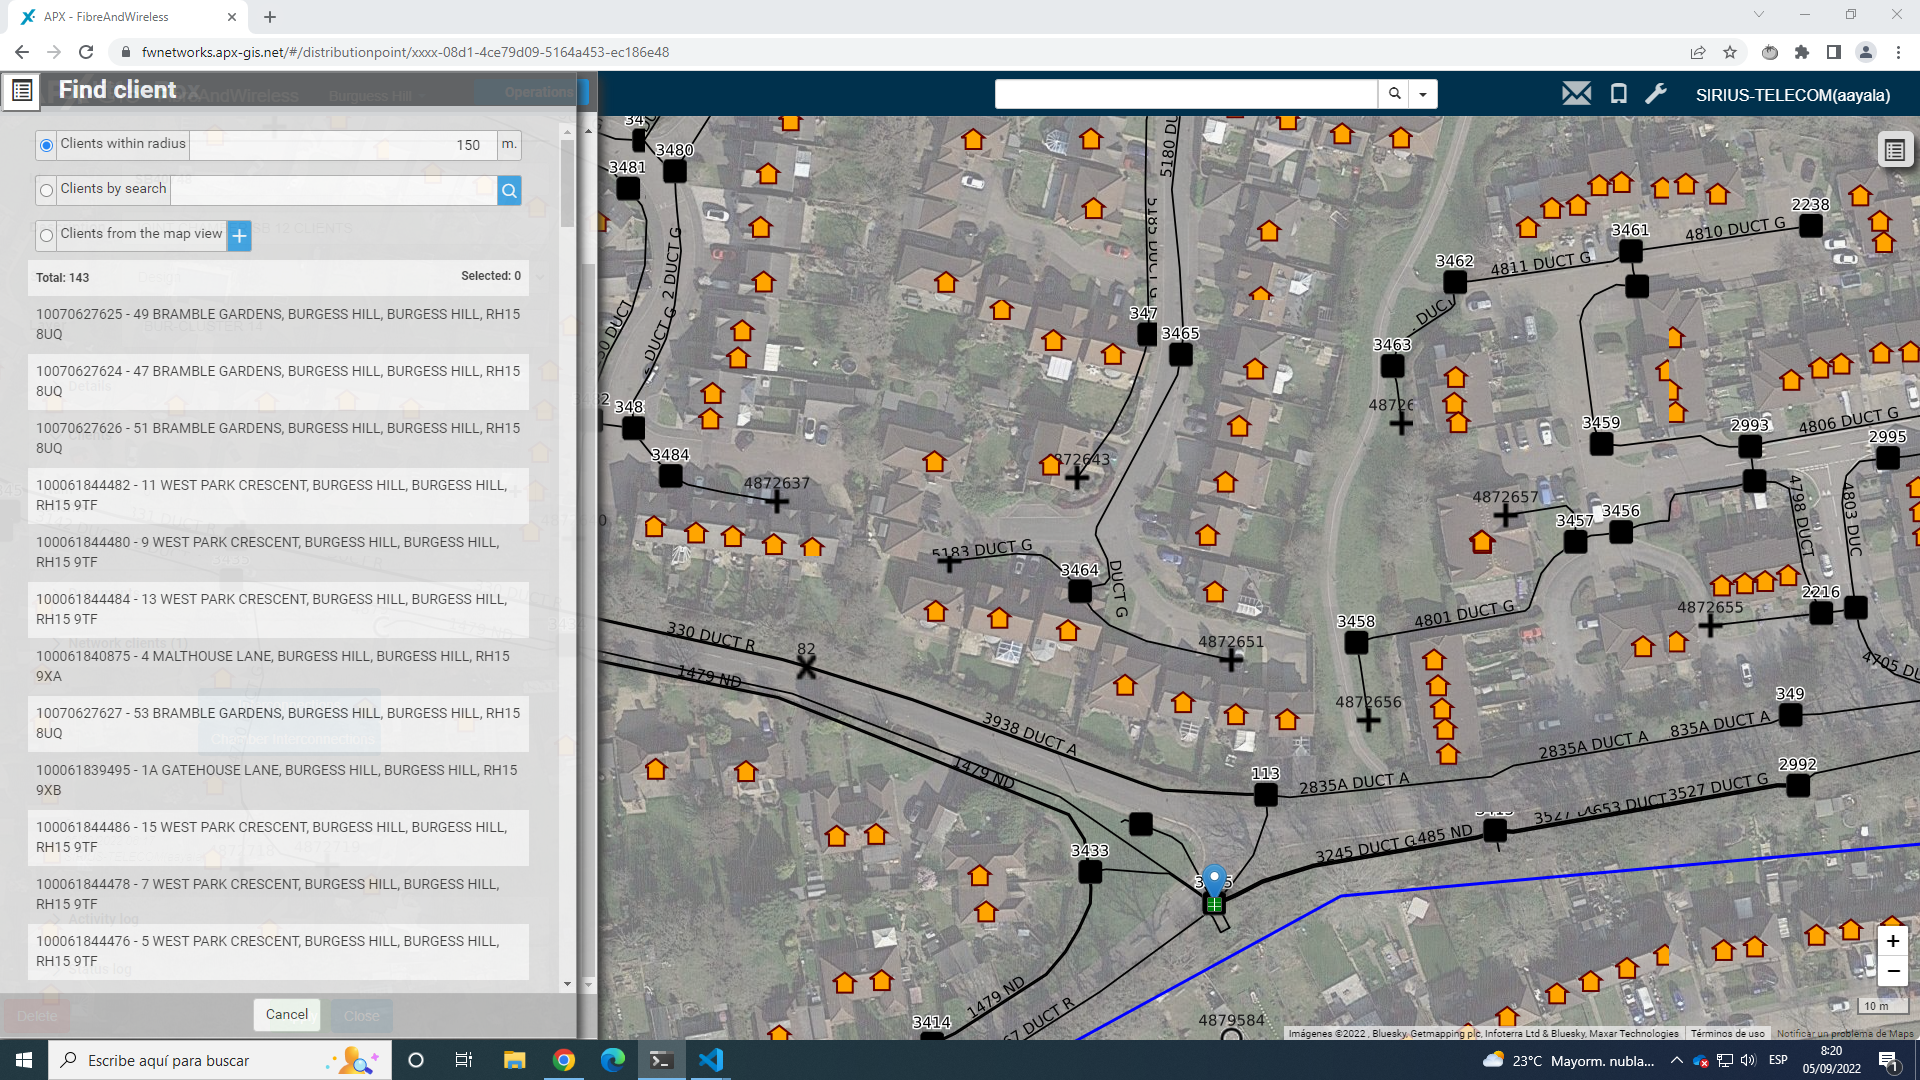 APX - FibreAndWireless
fwnetworks.apx-gis.net/#/distributionpoint/xxxx-08d1-4ce79d09-5164a453-ec186e48
Find client
Operations
SIRIUS-TELECOM(aayala)
Clients within radius
150
m.
Clients by search
Clients from the map view
Total: 143
Selected: 0
10070627625 - 49 BRAMBLE GARDENS, BURGESS HILL, BURGESS HILL, RH15
8UQ
10070627624 - 47 BRAMBLE GARDENS, BURGESS HILL, BURGESS HILL, RH15
8UQ
10070627626 - 51 BRAMBLE GARDENS, BURGESS HILL, BURGESS HILL, RH15
8UQ
100061844482 - 11 WEST PARK CRESCENT, BURGESS HILL, BURGESS HILL,
RH15 9TF
100061844480 - 9 WEST PARK CRESCENT, BURGESS HILL, BURGESS HILL,
RH15 9TF
100061844484 - 13 WEST PARK CRESCENT, BURGESS HILL, BURGESS HILL,
RH15 9TF
100061840875 - 4 MALTHOUSE LANE, BURGESS HILL, BURGESS HILL, RH15
9XA
10070627627 - 53 BRAMBLE GARDENS, BURGESS HILL, BURGESS HILL, RH15
8UQ
100061839495 - 1A GATEHOUSE LANE, BURGESS HILL, BURGESS HILL, RH15
9XB
100061844486 - 15 WEST PARK CRESCENT, BURGESS HILL, BURGESS HILL,
RH15 9TF
100061844478 - 7 WEST PARK CRESCENT, BURGESS HILL, BURGESS HILL,
RH15 9TF
100061844476 - 5 WEST PARK CRESCENT, BURGESS HILL, BURGESS HILL,
RH15 9TF
Delete
Cancel
Close
3480
3481
348
3484
4872637
2 DUCT G
5180 DU
347
3465
872643
5183 DUCT G
3464
DUCT G
4872651
330 DUCT R
82
1479 ND
3938 DUCT A
1479 ND
113
2835A DUCT A
3433
3245 DUCT G
485 ND
3527 DUCT G
2992
349
835A DUCT A
2835A DUCT A
1479 ND
3414
4879584
3458
4872656
4801 DUCT G
3457
3456
4872657
4872655
2216
4705 DU
4798 DUCT
4803 DUC
2993
2995
4806 DUCT G
3459
3463
48726
3462
4811 DUCT G
3461
4810 DUCT G
2238
+
−
10 m
Imágenes ©2022 , Bluesky, Getmapping plc, Infoterra Ltd & Bluesky, Maxar Technologies
Términos de uso
Notificar un problema de Maps
Escribe aquí para buscar
23°C Mayorm. nubla...
ESP
8:20
05/09/2022
1